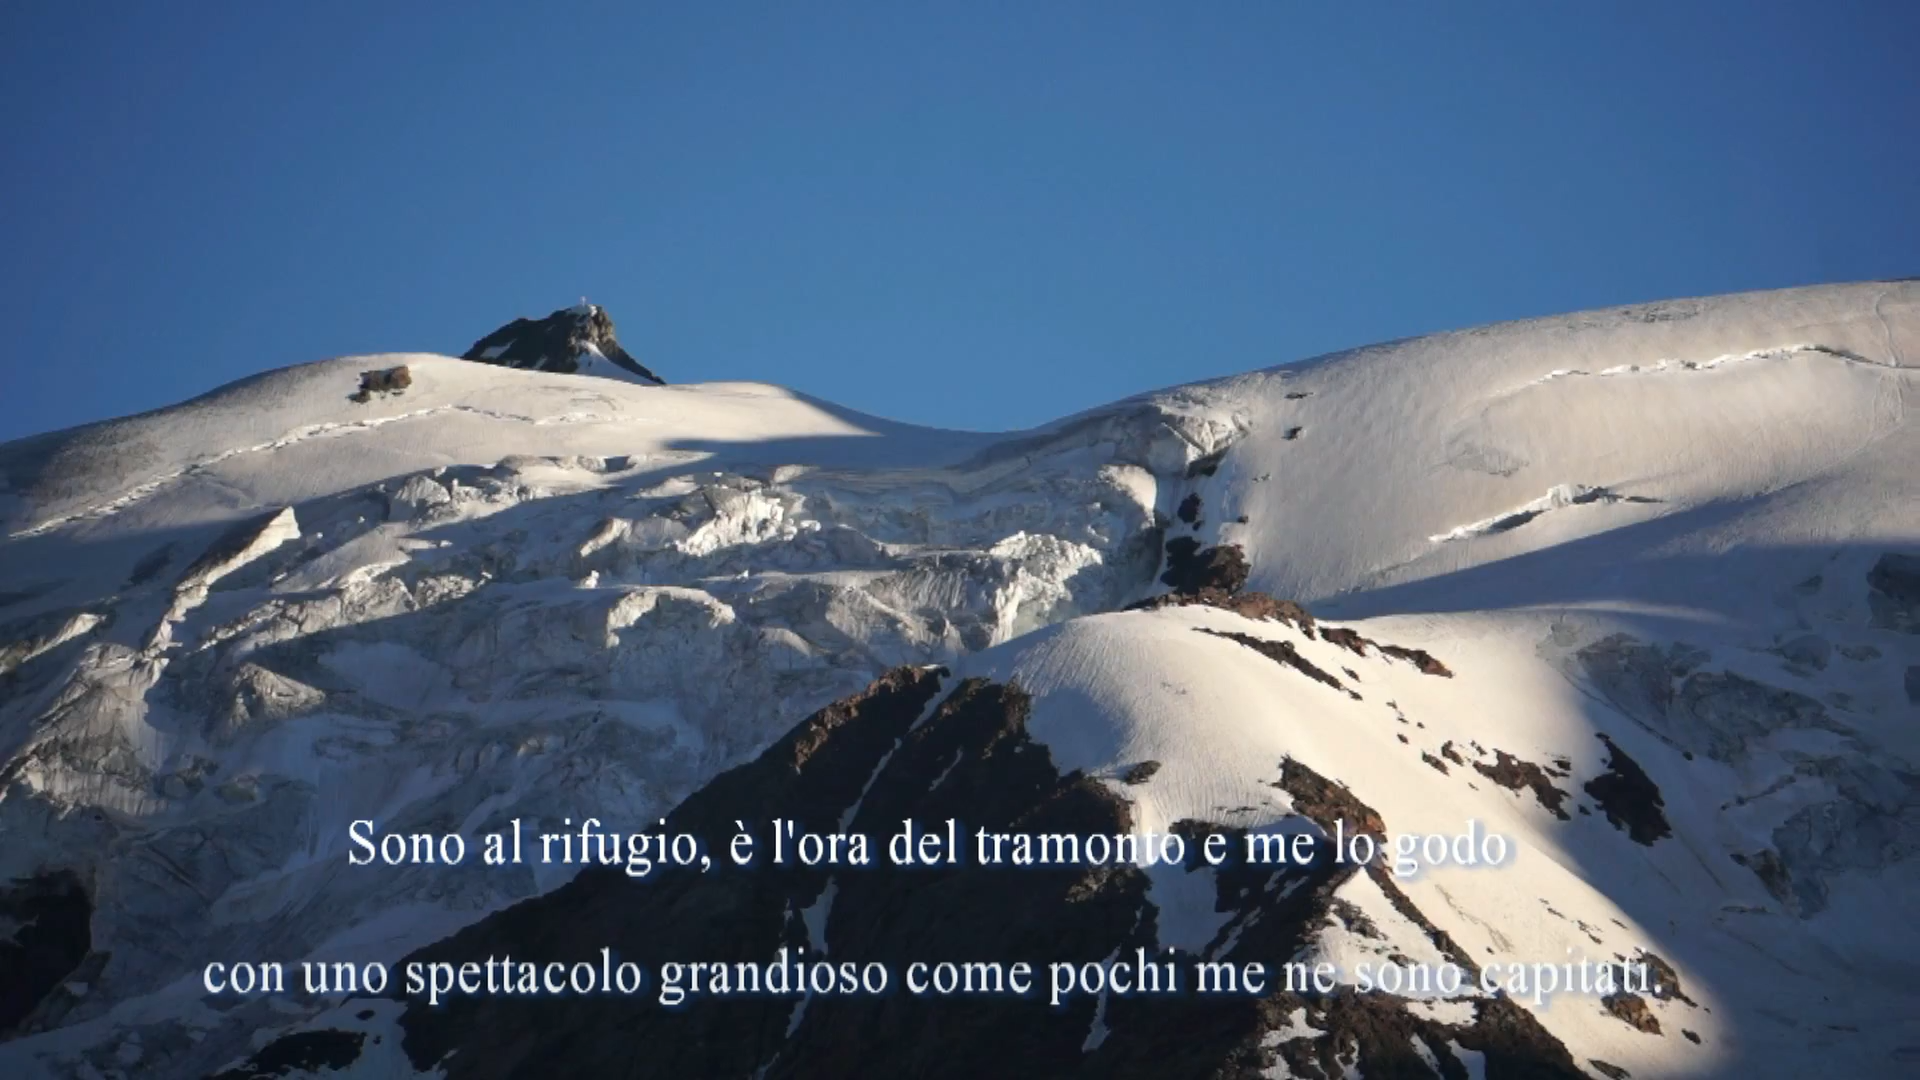 Sono al rifugio, è l'ora del tramonto e me lo godo
con uno spettacolo grandioso come pochi me ne sono capitati.